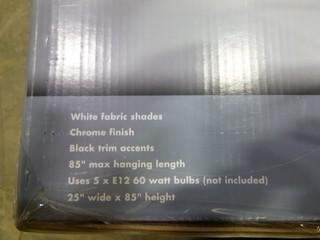 White fabric shades
Chrome finish
Black trim accents
85" max hanging length
Uses 5 x E12 60 watt bulbs (not included)
25" wide x 85" height